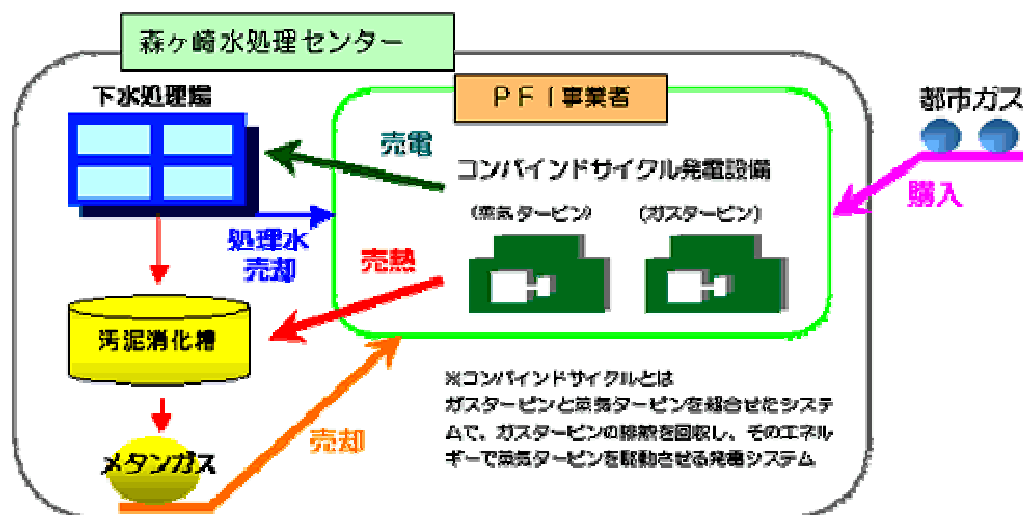 森ヶ崎水処理センター
下水処理場
PFI事業者
都市ガス
売電
コンバインドサイクル発電設備
購入
(蒸気タービン)
(ガスタービン)
処理水
売却
売熱
汚泥消化槽
※コンバインドサイクルとは
ガスタービンと蒸気タービンを組合せたシステ
ムで、ガスタービンの排熱を回収し、そのエネル
ギーで蒸気タービンを駆動させる発電システム
売却
メタンガス